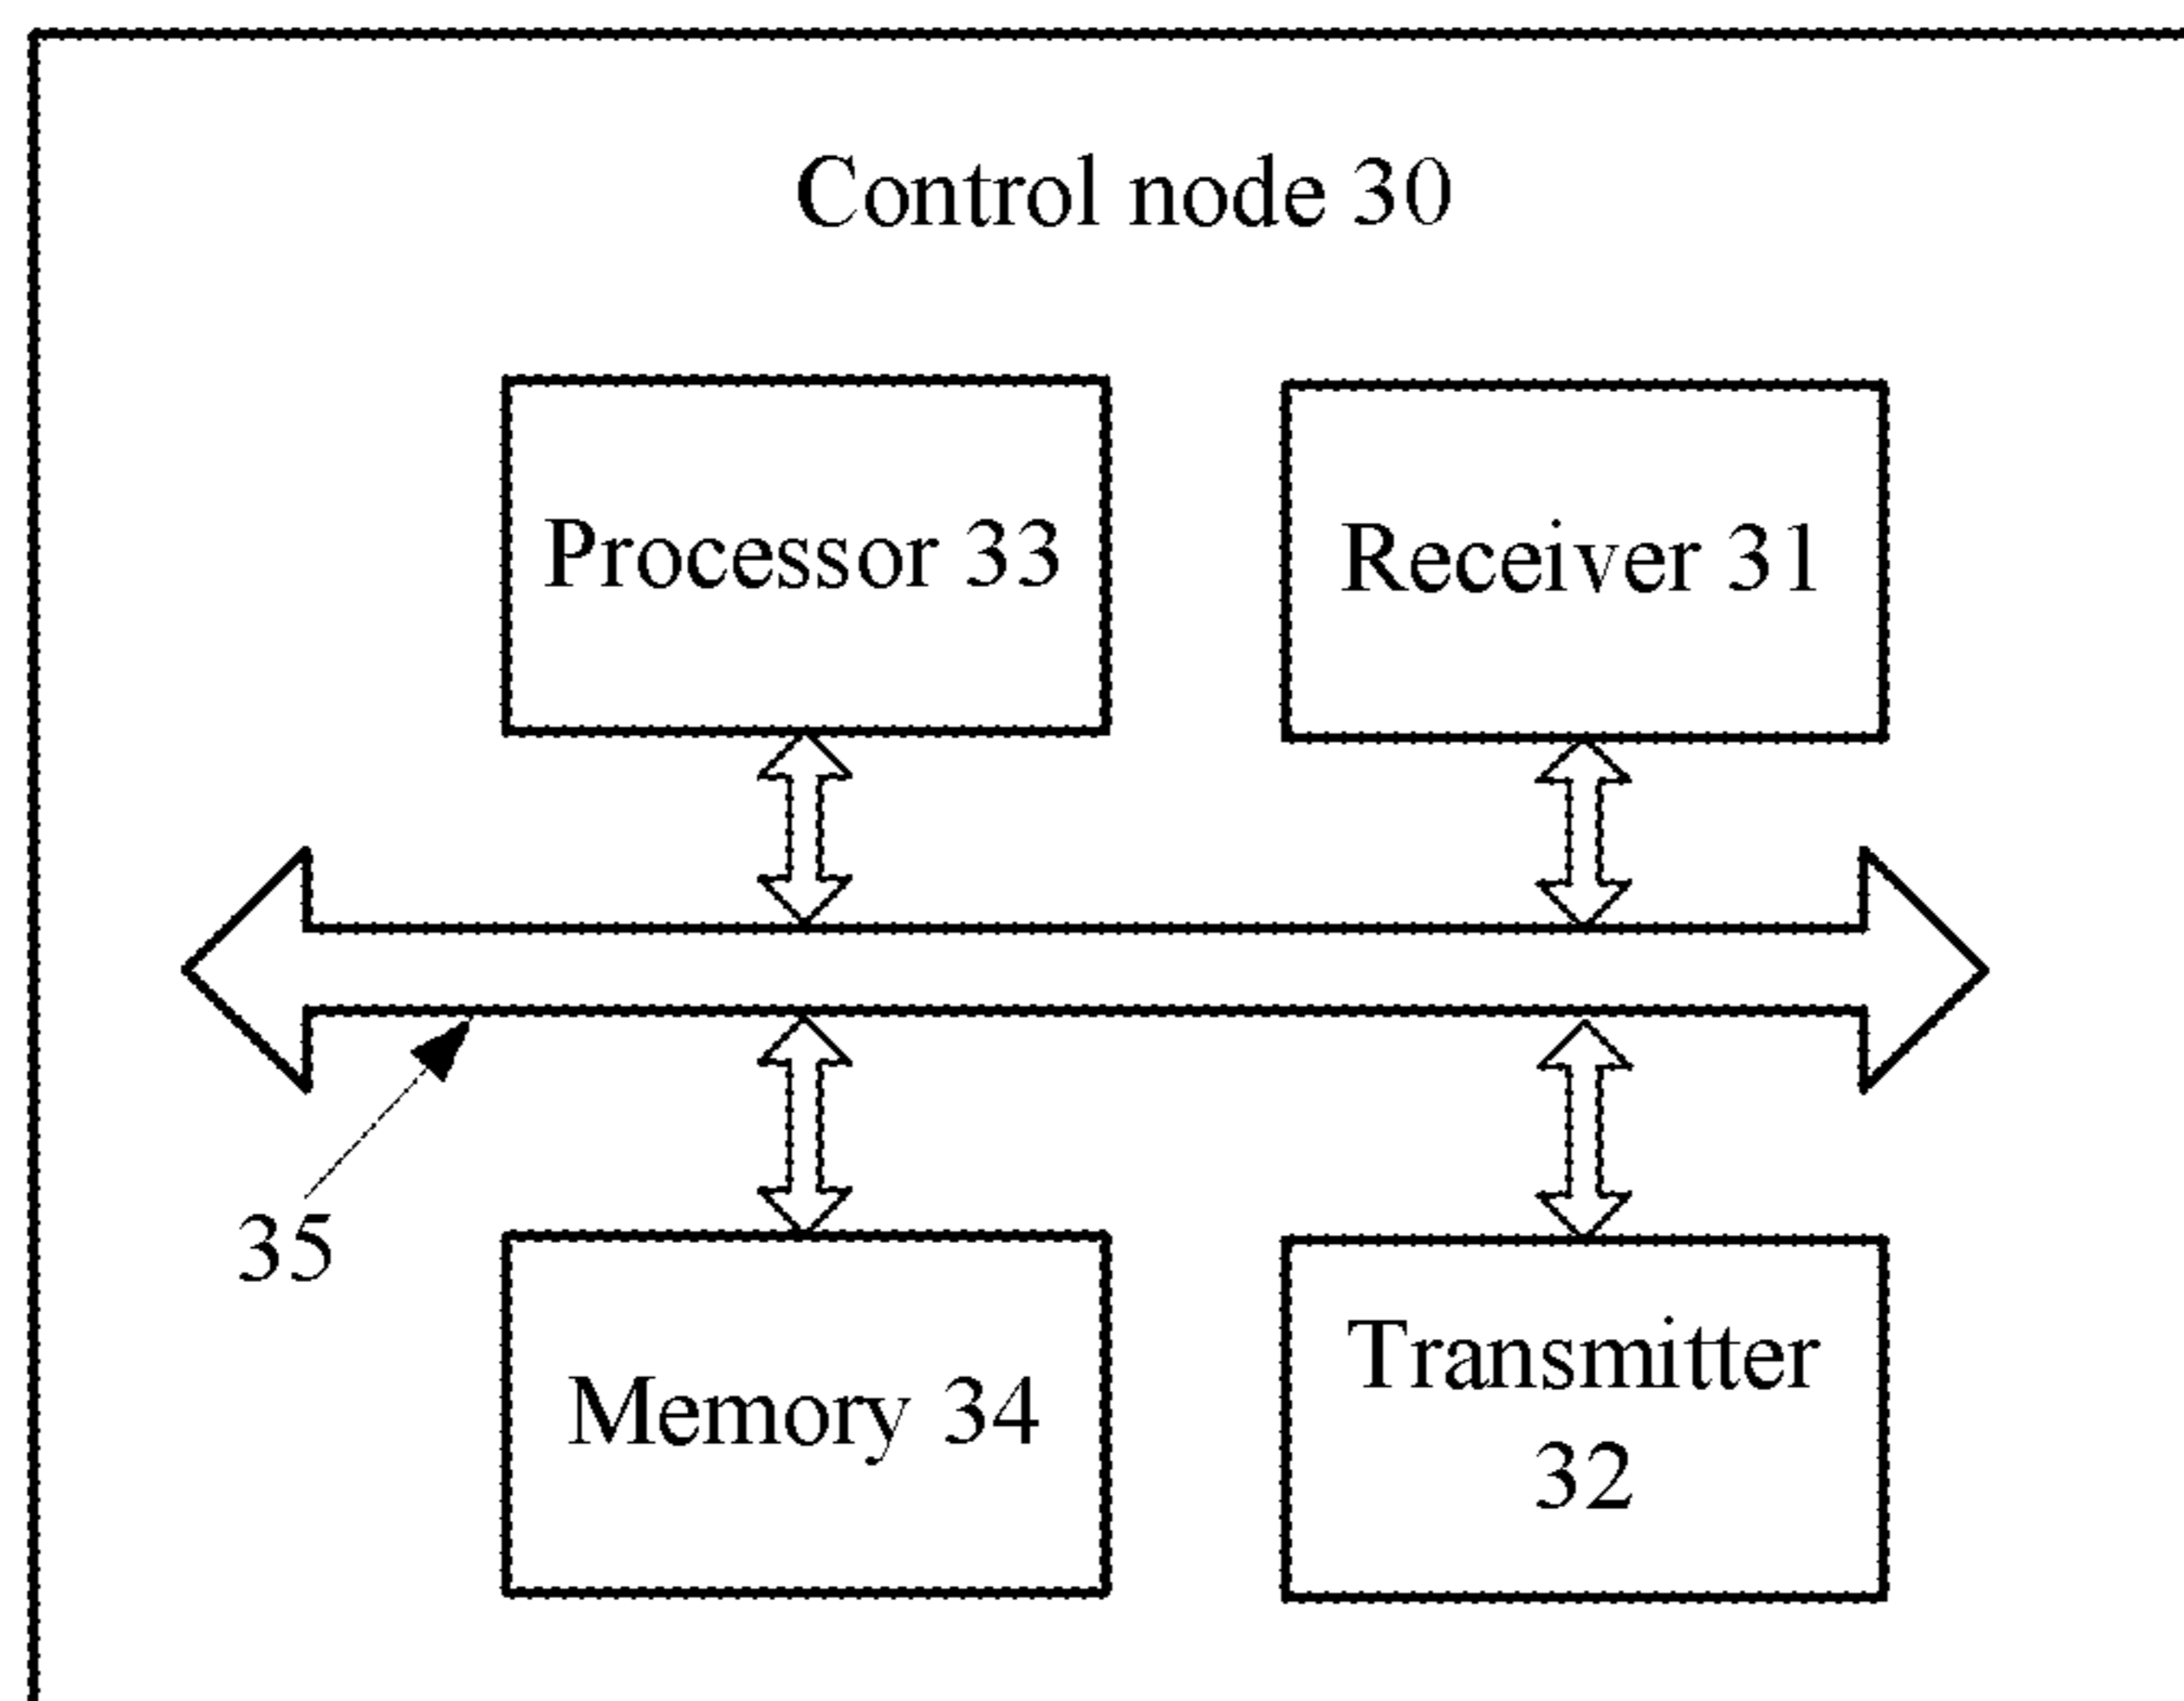 Control node 30
Processor 33
Receiver 31
35
Memory 34
Transmitter
32